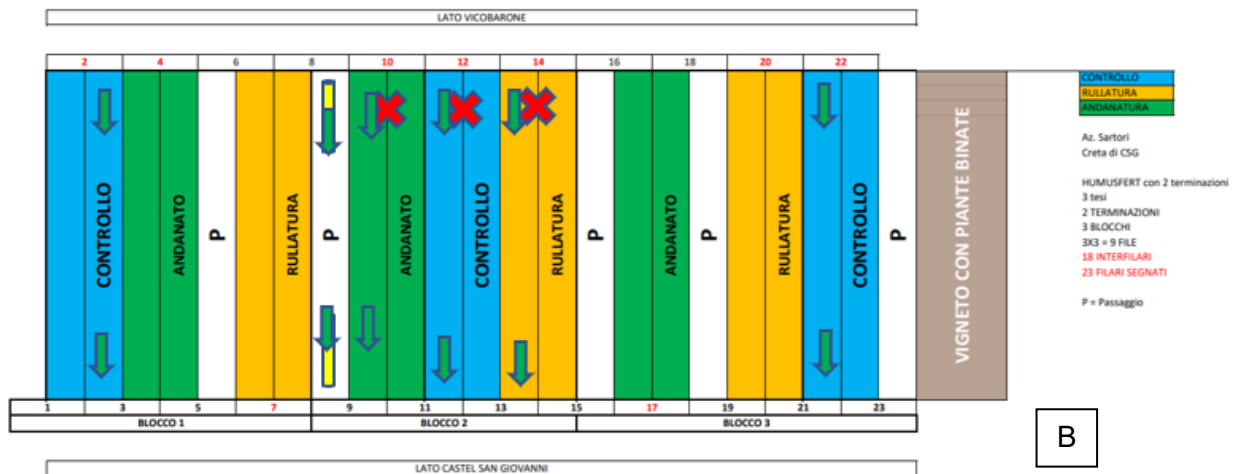 LATO VICOBARONE
2 4 6 8 10 12 14 16 18 20 22
CONTROLLO
ANDANATO
P
RULLATURA
P
ANDANATO
CONTROLLO
RULLATURA
P
ANDANATO
P
RULLATURA
CONTROLLO
P
VIGNETO CON PIANTE BINATE
1 3 5 7 9 11 13 15 17 19 21 23
BLOCCO 1 BLOCCO 2 BLOCCO 3
LATO CASTEL SAN GIOVANNI
CONTROLLO
RULLATURA
ANDANATURA
Az. Sartori
Creta di CSG
HUMUSFERT con 2 terminazioni
3 tesi
2 TERMINAZIONI
3 BLOCCHI
3X3 = 9 FILE
18 INTERFILARI
23 FILARI SEGNATI
P = Passaggio
B